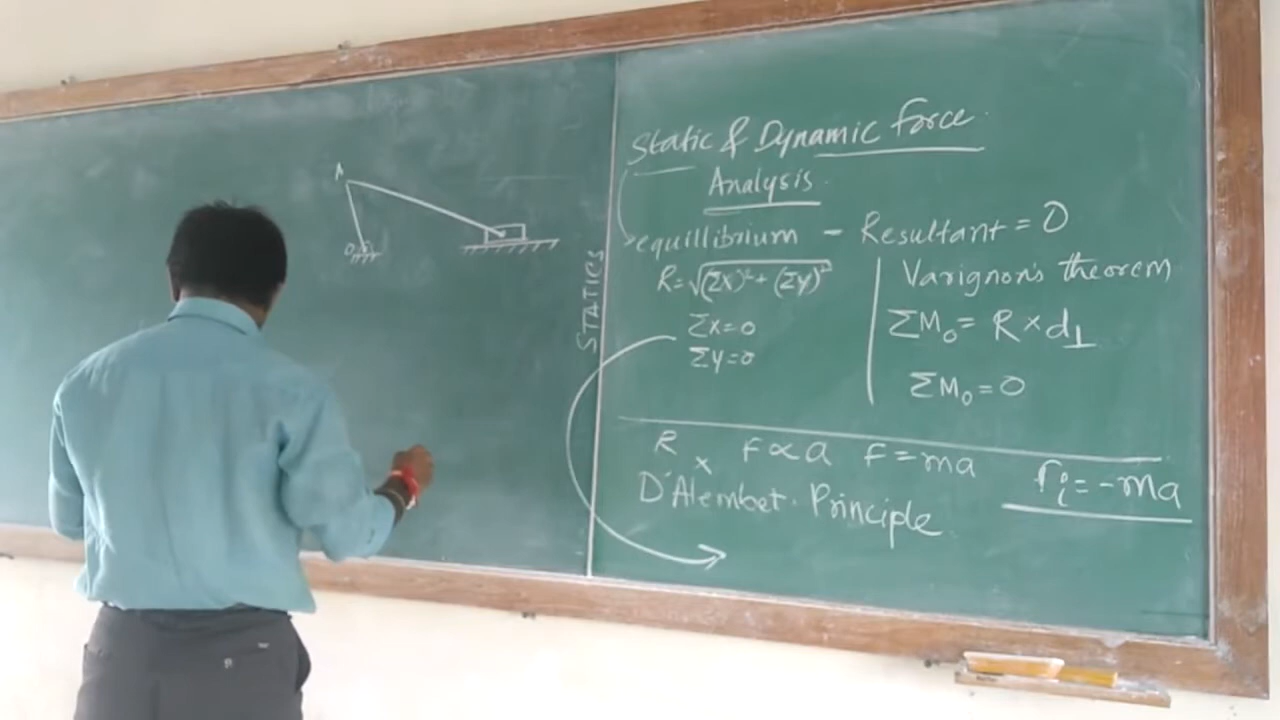 A
O
STATICS
Static & Dynamic Force
Analysis.
equillibrium - Resultant = 0
R = √(ΣX)² + (ΣY)²
ΣX = 0
ΣY = 0
Varignon's theorem
ΣM₀ = R × d⊥
ΣM₀ = 0
R × F ∝ a F = ma
Fᵢ = -ma
D'Alembet. Principle